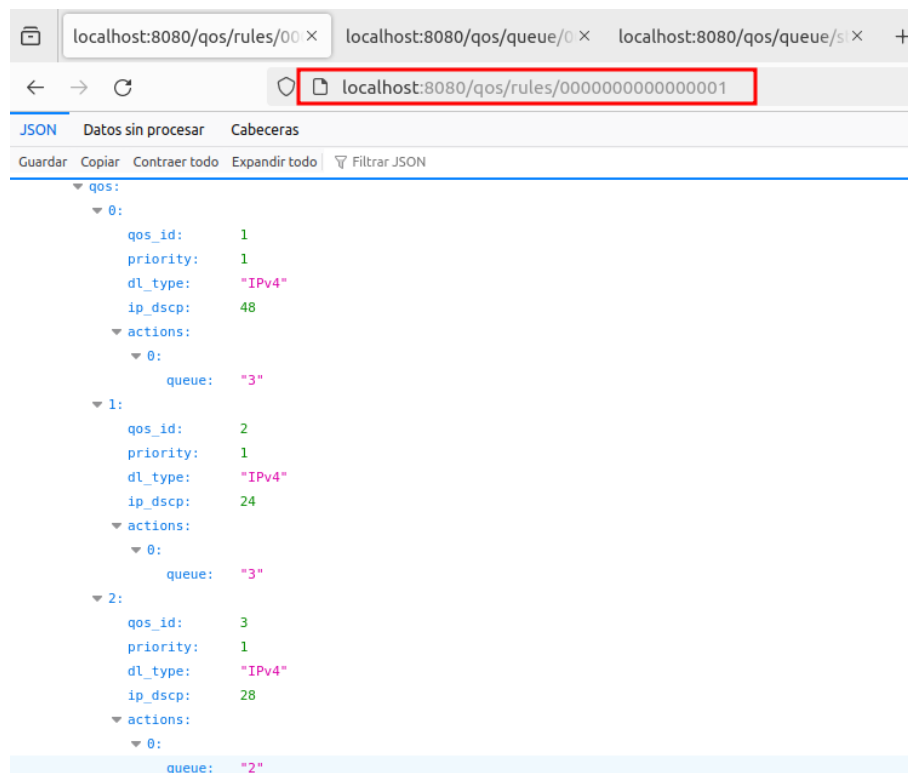 localhost:8080/qos/rules/00 × localhost:8080/qos/queue/0 × localhost:8080/qos/queue/sl × +
localhost:8080/qos/rules/0000000000000001
JSON Datos sin procesar Cabeceras
Guardar Copiar Contraer todo Expandir todo Filtrar JSON
qos:
0:
qos_id: 1
priority: 1
dl_type: "IPv4"
ip_dscp: 48
actions:
0:
queue: "3"
1:
qos_id: 2
priority: 1
dl_type: "IPv4"
ip_dscp: 24
actions:
0:
queue: "3"
2:
qos_id: 3
priority: 1
dl_type: "IPv4"
ip_dscp: 28
actions:
0:
queue: "2"